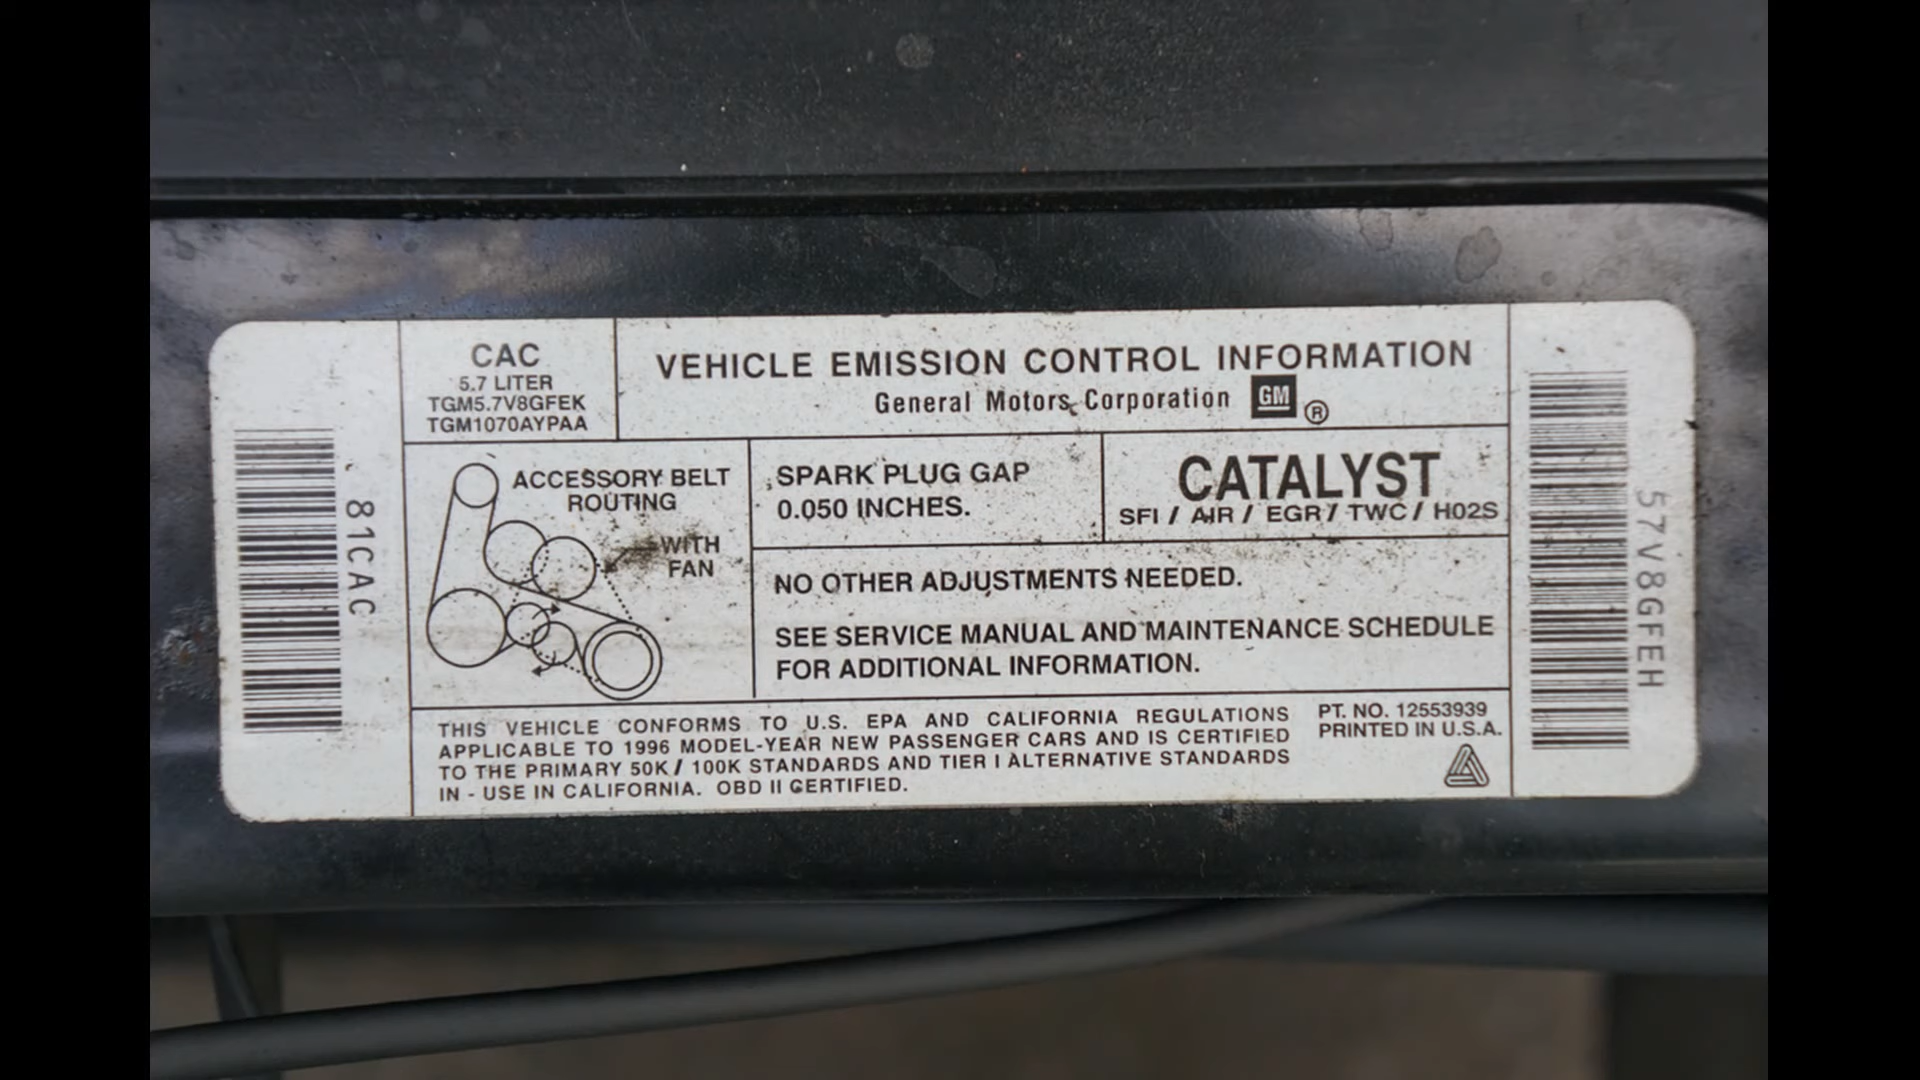 CAC
5.7 LITER
TGM5.7V8GFEK
TGM1070AYPAA
VEHICLE EMISSION CONTROL INFORMATION
General Motors Corporation GM ®
81CAC
ACCESSORY BELT
ROUTING
WITH
FAN
SPARK PLUG GAP
0.050 INCHES.
CATALYST
SFI / AIR / EGR / TWC / H02S
NO OTHER ADJUSTMENTS NEEDED.
SEE SERVICE MANUAL AND MAINTENANCE SCHEDULE
FOR ADDITIONAL INFORMATION.
57V8GFEH
THIS VEHICLE CONFORMS TO U.S. EPA AND CALIFORNIA REGULATIONS
APPLICABLE TO 1996 MODEL-YEAR NEW PASSENGER CARS AND IS CERTIFIED
TO THE PRIMARY 50K / 100K STANDARDS AND TIER I ALTERNATIVE STANDARDS
IN - USE IN CALIFORNIA. OBD II CERTIFIED.
PT. NO. 12553939
PRINTED IN U.S.A.